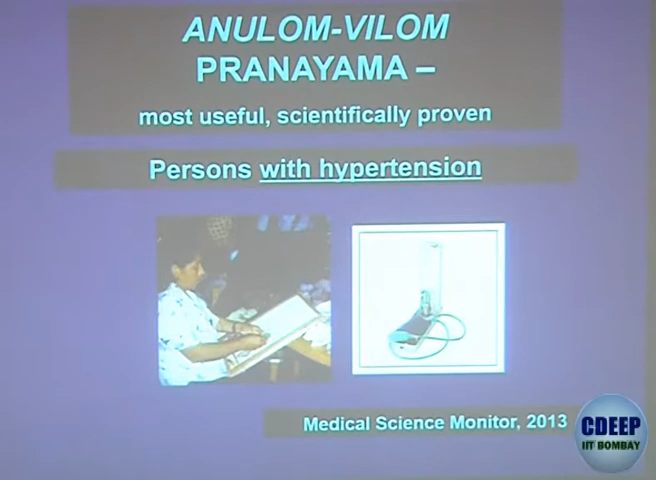 ANULOM-VILOM
PRANAYAMA –
most useful, scientifically proven
Persons with hypertension
Medical Science Monitor, 2013
CDEEP
IIT BOMBAY